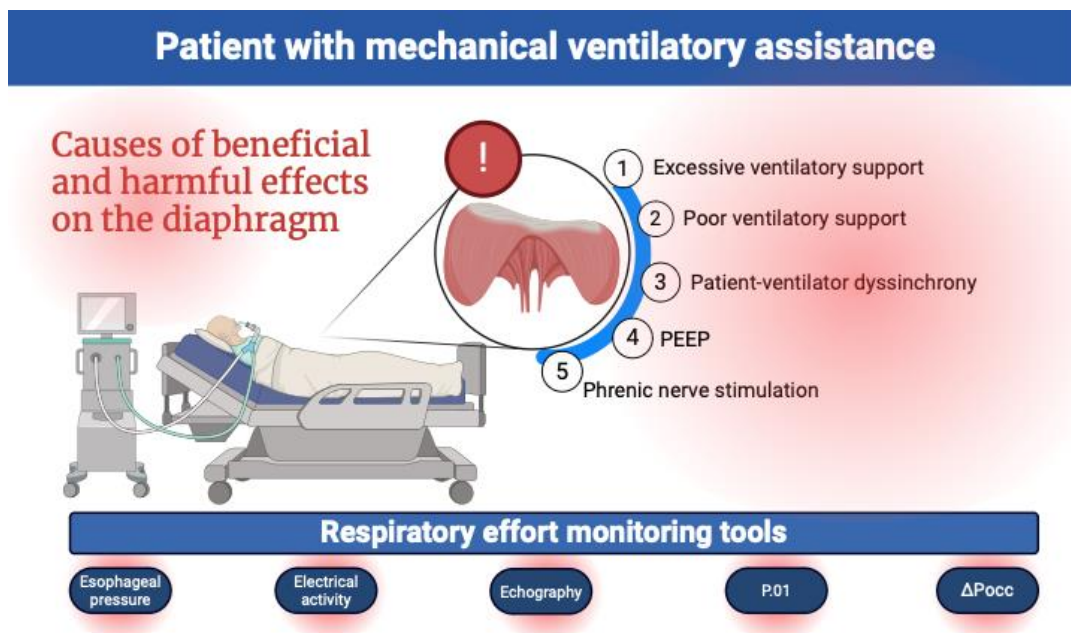 Patient with mechanical ventilatory assistance
Causes of beneficial
and harmful effects
on the diaphragm
!
1 Excessive ventilatory support
2 Poor ventilatory support
3 Patient-ventilator dyssinchrony
4 PEEP
5 Phrenic nerve stimulation
Respiratory effort monitoring tools
Esophageal
pressure
Electrical
activity
Echography
P.01
ΔPocc